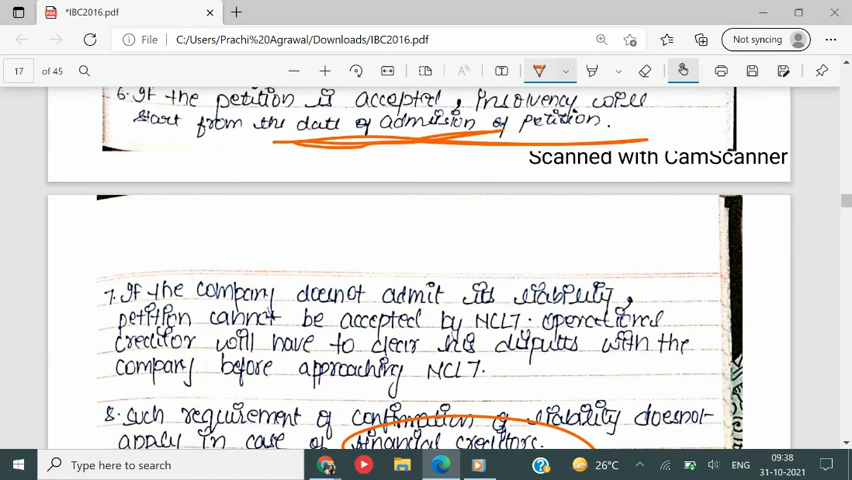 *IBC2016.pdf
File C:/Users/Prachi%20Agrawal/Downloads/IBC2016.pdf Not syncing
17 of 45
6. If the petition is accepted, insolvency will
start from the date of admission of petition.
Scanned with CamScanner
7. If the company doesnot admit its liability,
petition cannot be accepted by NCLT. operational
creditor will have to clear his disputs with the
company before approaching NCLT.
8. Such requirement of confirmation of liability doesnot
apply in case of financial creditors.
Type here to search
26°C ENG 09:38
31-10-2021